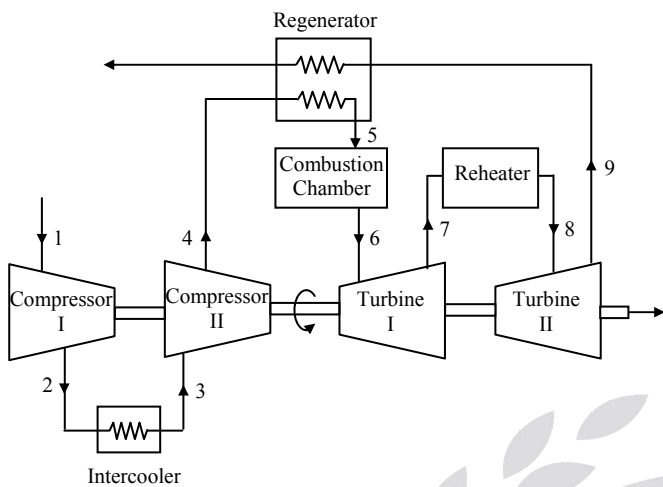 Regenerator
5
Combustion
Chamber
Reheater
9
1
4
6
7
8
Compressor
I
Compressor
II
Turbine
I
Turbine
II
2
3
Intercooler